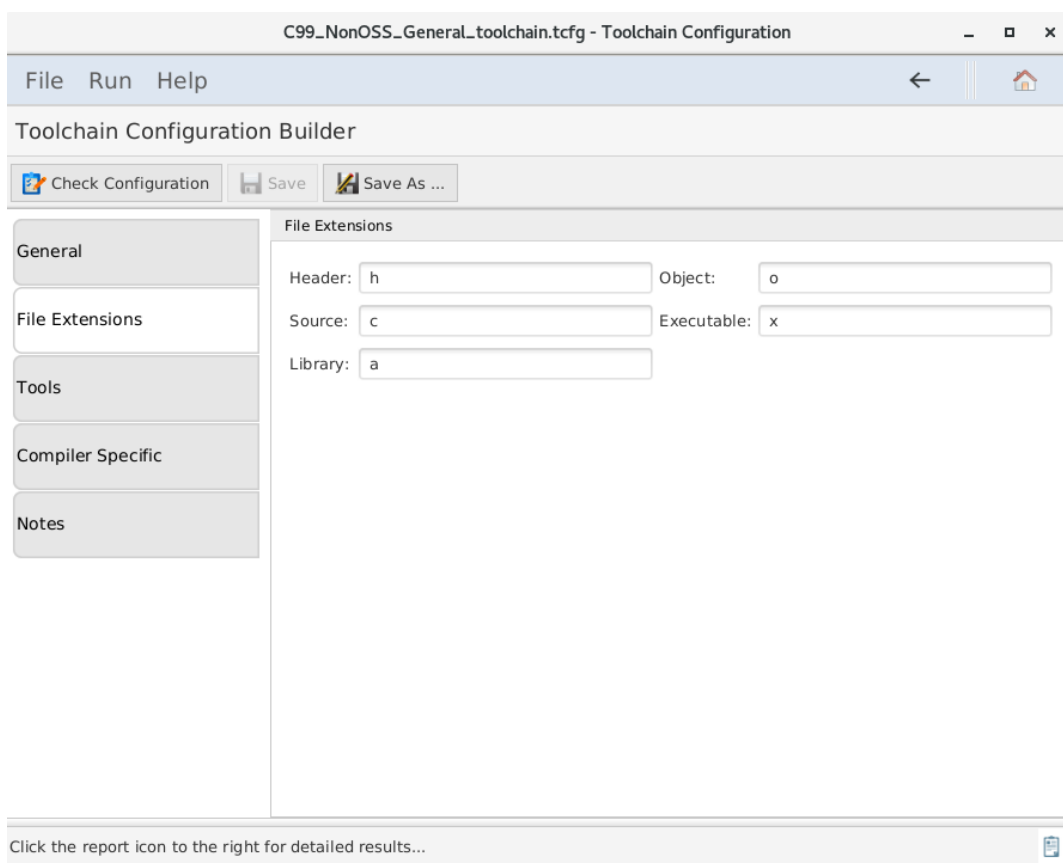 C99_NonOSS_General_toolchain.tcfg - Toolchain Configuration
File Run Help
Toolchain Configuration Builder
Check Configuration Save Save As ...
General
File Extensions
Tools
Compiler Specific
Notes
File Extensions
Header: h Object: o
Source: c Executable: x
Library: a
Click the report icon to the right for detailed results...